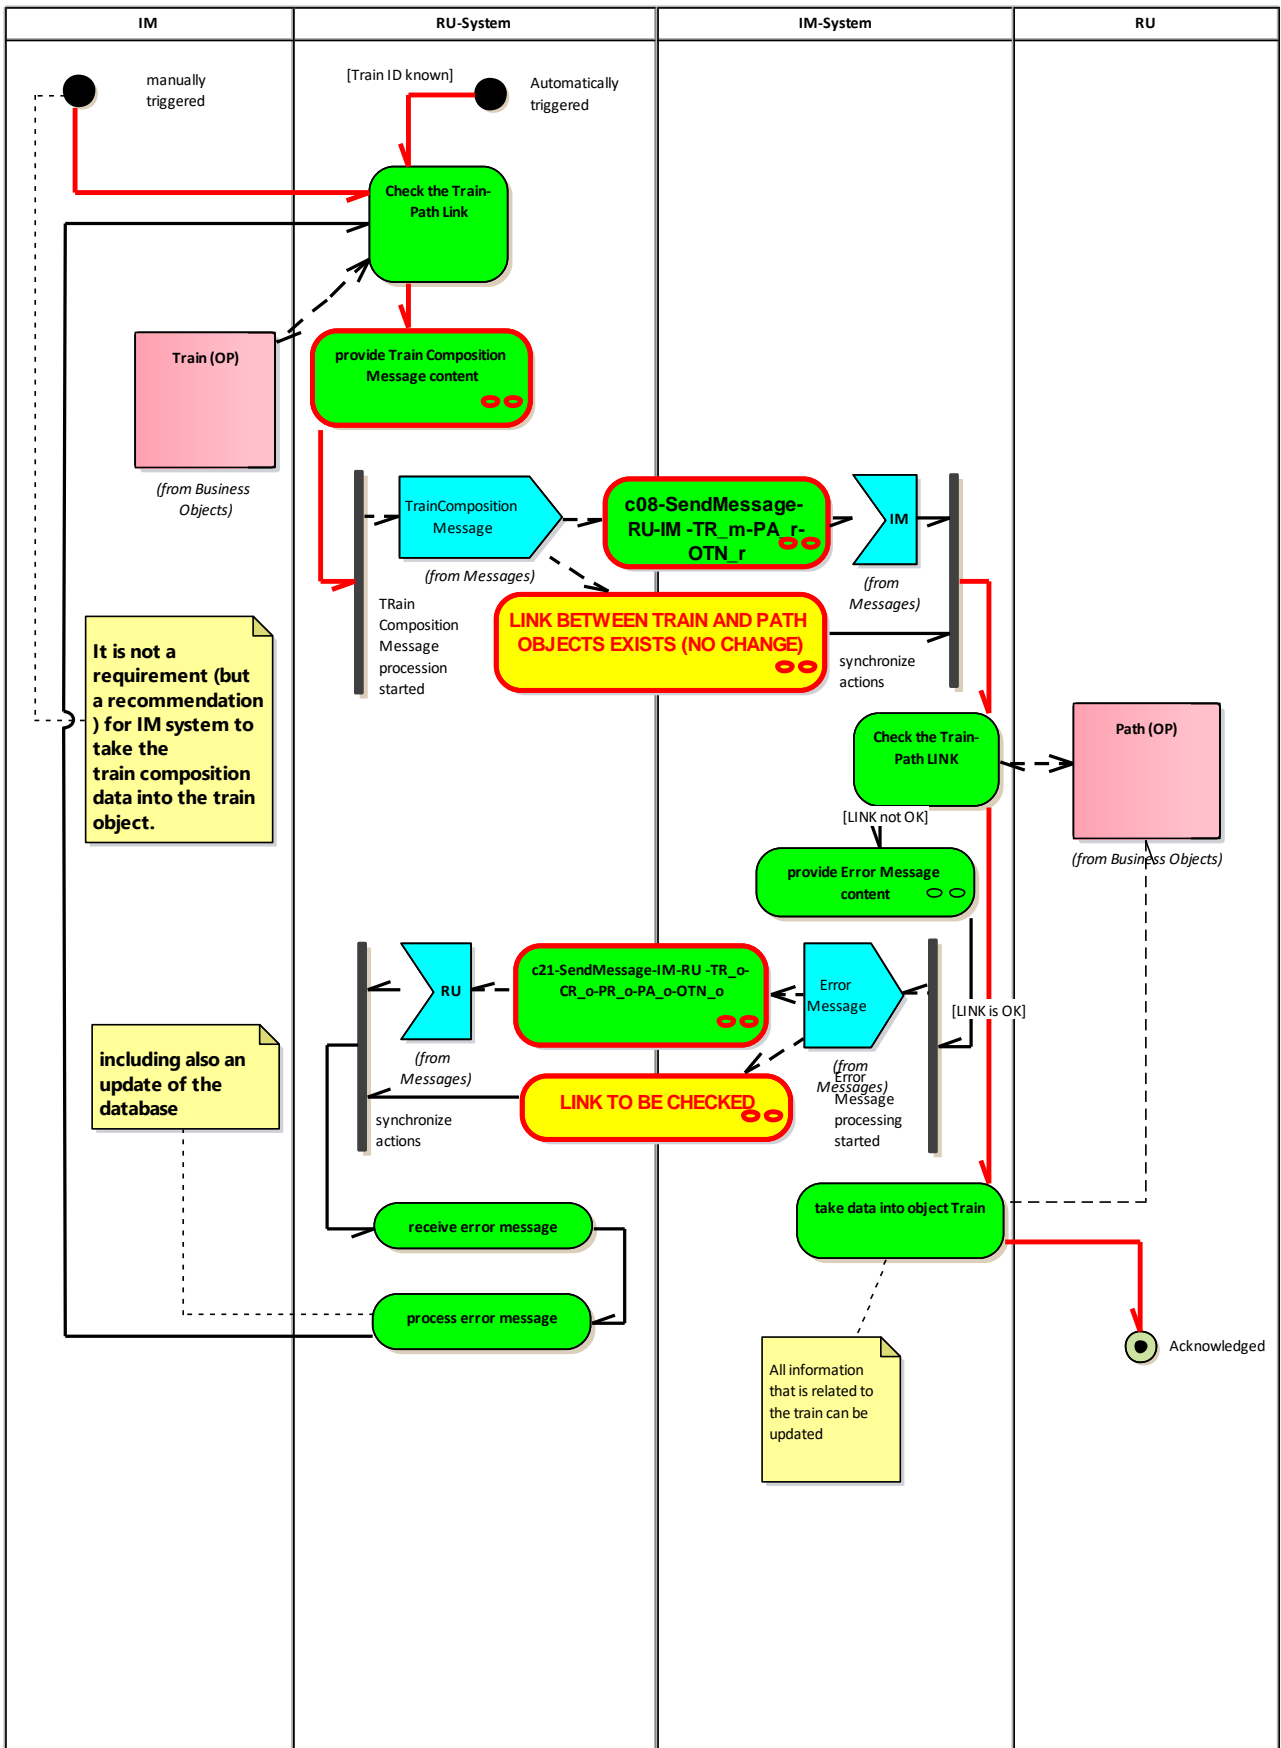 IM
RU-System
IM-System
RU
manually
triggered
[Train ID known]
Automatically
triggered
Check the Train-
Path Link
Train (OP)
(from Business
Objects)
provide Train Composition
Message content
TrainComposition
Message
(from Messages)
c08-SendMessage-
RU-IM -TR_m-PA_r-
OTN_r
IM
(from
Messages)
TRain
Composition
Message
procession
started
LINK BETWEEN TRAIN AND PATH
OBJECTS EXISTS (NO CHANGE)
synchronize
actions
It is not a
requirement (but
a recommendation
) for IM system to
take the
train composition
data into the train
object.
Check the Train-
Path LINK
Path (OP)
(from Business Objects)
[LINK not OK]
provide Error Message
content
RU
(from
Messages)
c21-SendMessage-IM-RU -TR_o-
CR_o-PR_o-PA_o-OTN_o
Error
Message
(from
Messages)
[LINK is OK]
Error
Message
processing
started
including also an
update of the
database
LINK TO BE CHECKED
synchronize
actions
receive error message
take data into object Train
process error message
Acknowledged
All information
that is related to
the train can be
updated